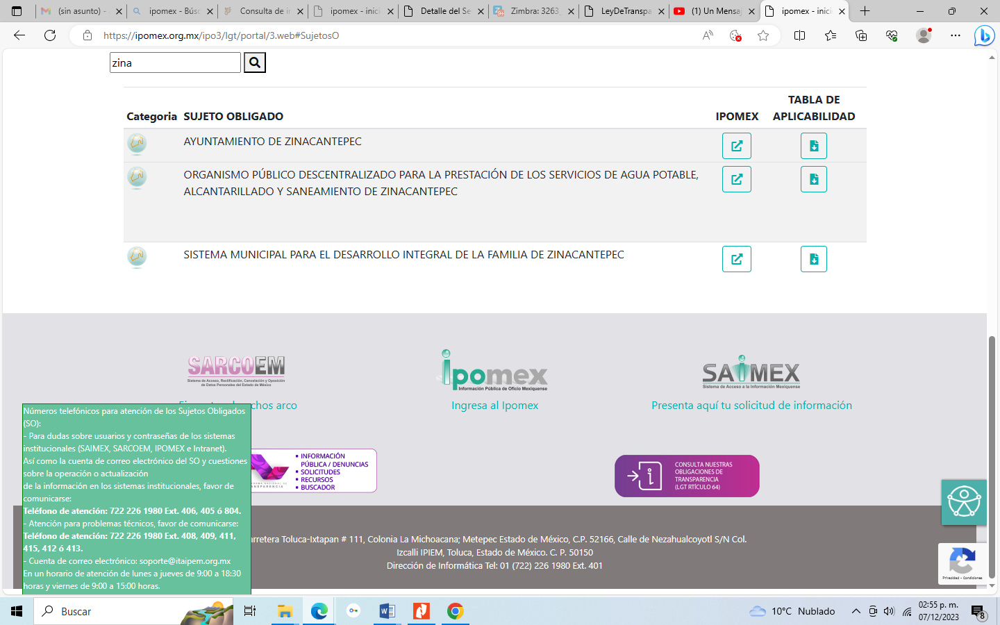 (sin asunto) -
ipomex - Bús
Consulta de in
ipomex - inici
Detalle del Se
Zimbra: 3263
LeyDeTranspa
(1) Un Mensaj
ipomex - inici
https://ipomex.org.mx/ipo3/lgt/portal/3.web#SujetosO
zina
Categoria SUJETO OBLIGADO IPOMEX TABLA DE APLICABILIDAD
AYUNTAMIENTO DE ZINACANTEPEC
ORGANISMO PÚBLICO DESCENTRALIZADO PARA LA PRESTACIÓN DE LOS SERVICIOS DE AGUA POTABLE,
ALCANTARILLADO Y SANEAMIENTO DE ZINACANTEPEC
SISTEMA MUNICIPAL PARA EL DESARROLLO INTEGRAL DE LA FAMILIA DE ZINACANTEPEC
SARCOEM
Sistema de Acceso, Rectificación, Cancelación y Oposición
de Datos Personales del Estado de México
chos arco
ipomex
Información Pública de Oficio Mexiquense
Ingresa al Ipomex
SAIMEX
Sistema de Acceso a la Información Mexiquense
Presenta aquí tu solicitud de información
Números telefónicos para atención de los Sujetos Obligados
(SO):
- Para dudas sobre usuarios y contraseñas de los sistemas
institucionales (SAIMEX, SARCOEM, IPOMEX e Intranet).
Así como la cuenta de correo electrónico del SO y cuestiones
sobre la operación o actualización
de la información en los sistemas institucionales, favor de
comunicarse:
Teléfono de atención: 722 226 1980 Ext. 406, 405 ó 804.
- Atención para problemas técnicos, favor de comunicarse:
Teléfono de atención: 722 226 1980 Ext. 408, 409, 411,
415, 412 ó 413.
- Cuenta de correo electrónico: soporte@itaipem.org.mx
En un horario de atención de lunes a jueves de 9:00 a 18:30
horas y viernes de 9:00 a 15:00 horas.
▪ INFORMACIÓN
PÚBLICA / DENUNCIAS
▪ SOLICITUDES
▪ RECURSOS
▪ BUSCADOR
CONSULTA NUESTRAS
OBLIGACIONES DE
TRANSPARENCIA
(LGT RTÍCULO 64)
rretera Toluca-Ixtapan # 111, Colonia La Michoacana; Metepec Estado de México, C.P. 52166, Calle de Nezahualcoyotl S/N Col.
Izcalli IPIEM, Toluca, Estado de México. C. P. 50150
Dirección de Informática Tel: 01 (722) 226 1980 Ext. 401
Privacidad - Condiciones
Buscar
10°C Nublado
02:55 p. m.
07/12/2023
8